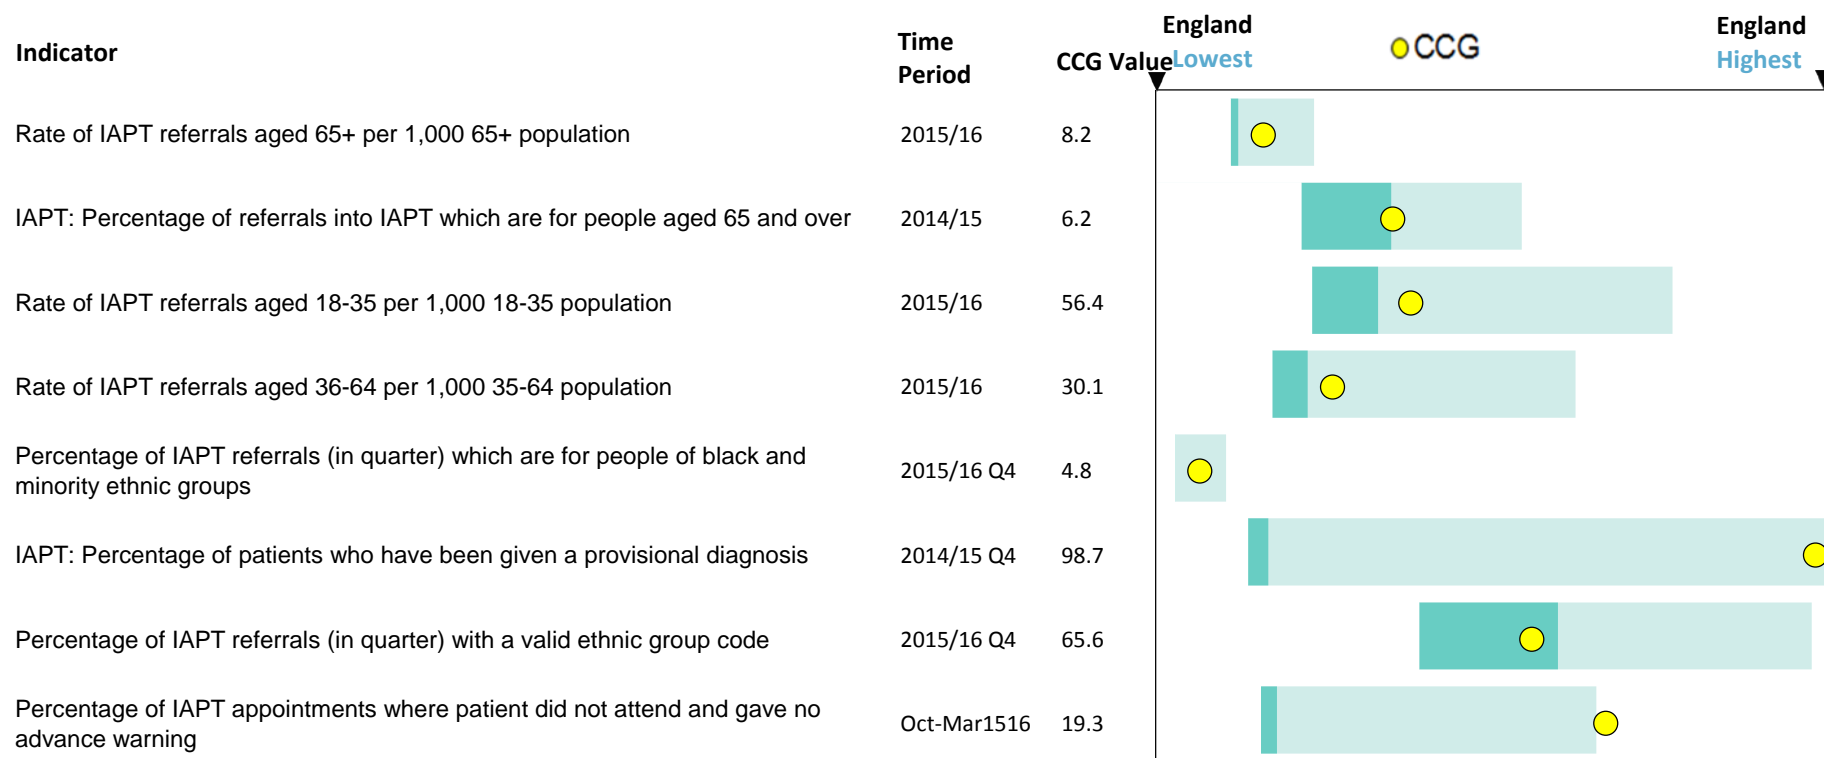 Indicator
Time Period
CCG Value
England Lowest
CCG
England Highest
Rate of IAPT referrals aged 65+ per 1,000 65+ population 2015/16 8.2
IAPT: Percentage of referrals into IAPT which are for people aged 65 and over 2014/15 6.2
Rate of IAPT referrals aged 18-35 per 1,000 18-35 population 2015/16 56.4
Rate of IAPT referrals aged 36-64 per 1,000 35-64 population 2015/16 30.1
Percentage of IAPT referrals (in quarter) which are for people of black and
minority ethnic groups 2015/16 Q4 4.8
IAPT: Percentage of patients who have been given a provisional diagnosis 2014/15 Q4 98.7
Percentage of IAPT referrals (in quarter) with a valid ethnic group code 2015/16 Q4 65.6
Percentage of IAPT appointments where patient did not attend and gave no
advance warning Oct-Mar1516 19.3